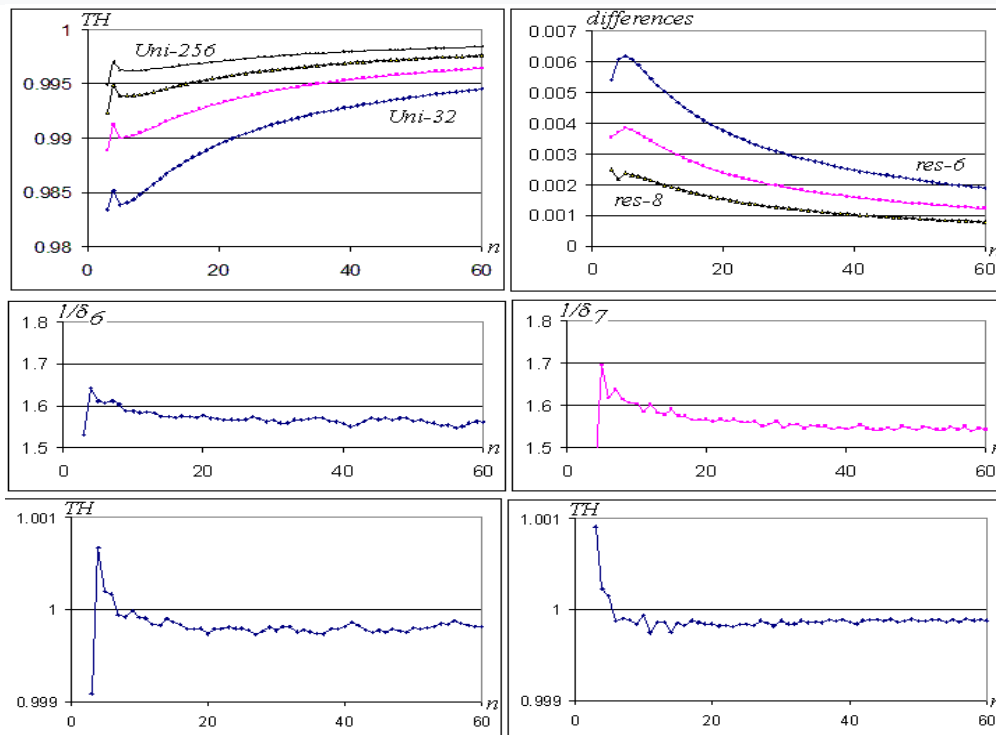 TH
1
Uni-256
0.995
0.99
Uni-32
0.985
0.98
0 20 40 60
n
differences
0.007
0.006
0.005
0.004
0.003
res-6
0.002
res-8
0.001
0
0 20 40 60
n
1/δ6
1.8
1.7
1.6
1.5
0 20 40 60
n
1/δ7
1.8
1.7
1.6
1.5
0 20 40 60
n
TH
1.001
1
0.999
0 20 40 60
n
TH
1.001
1
0.999
0 20 40 60
n